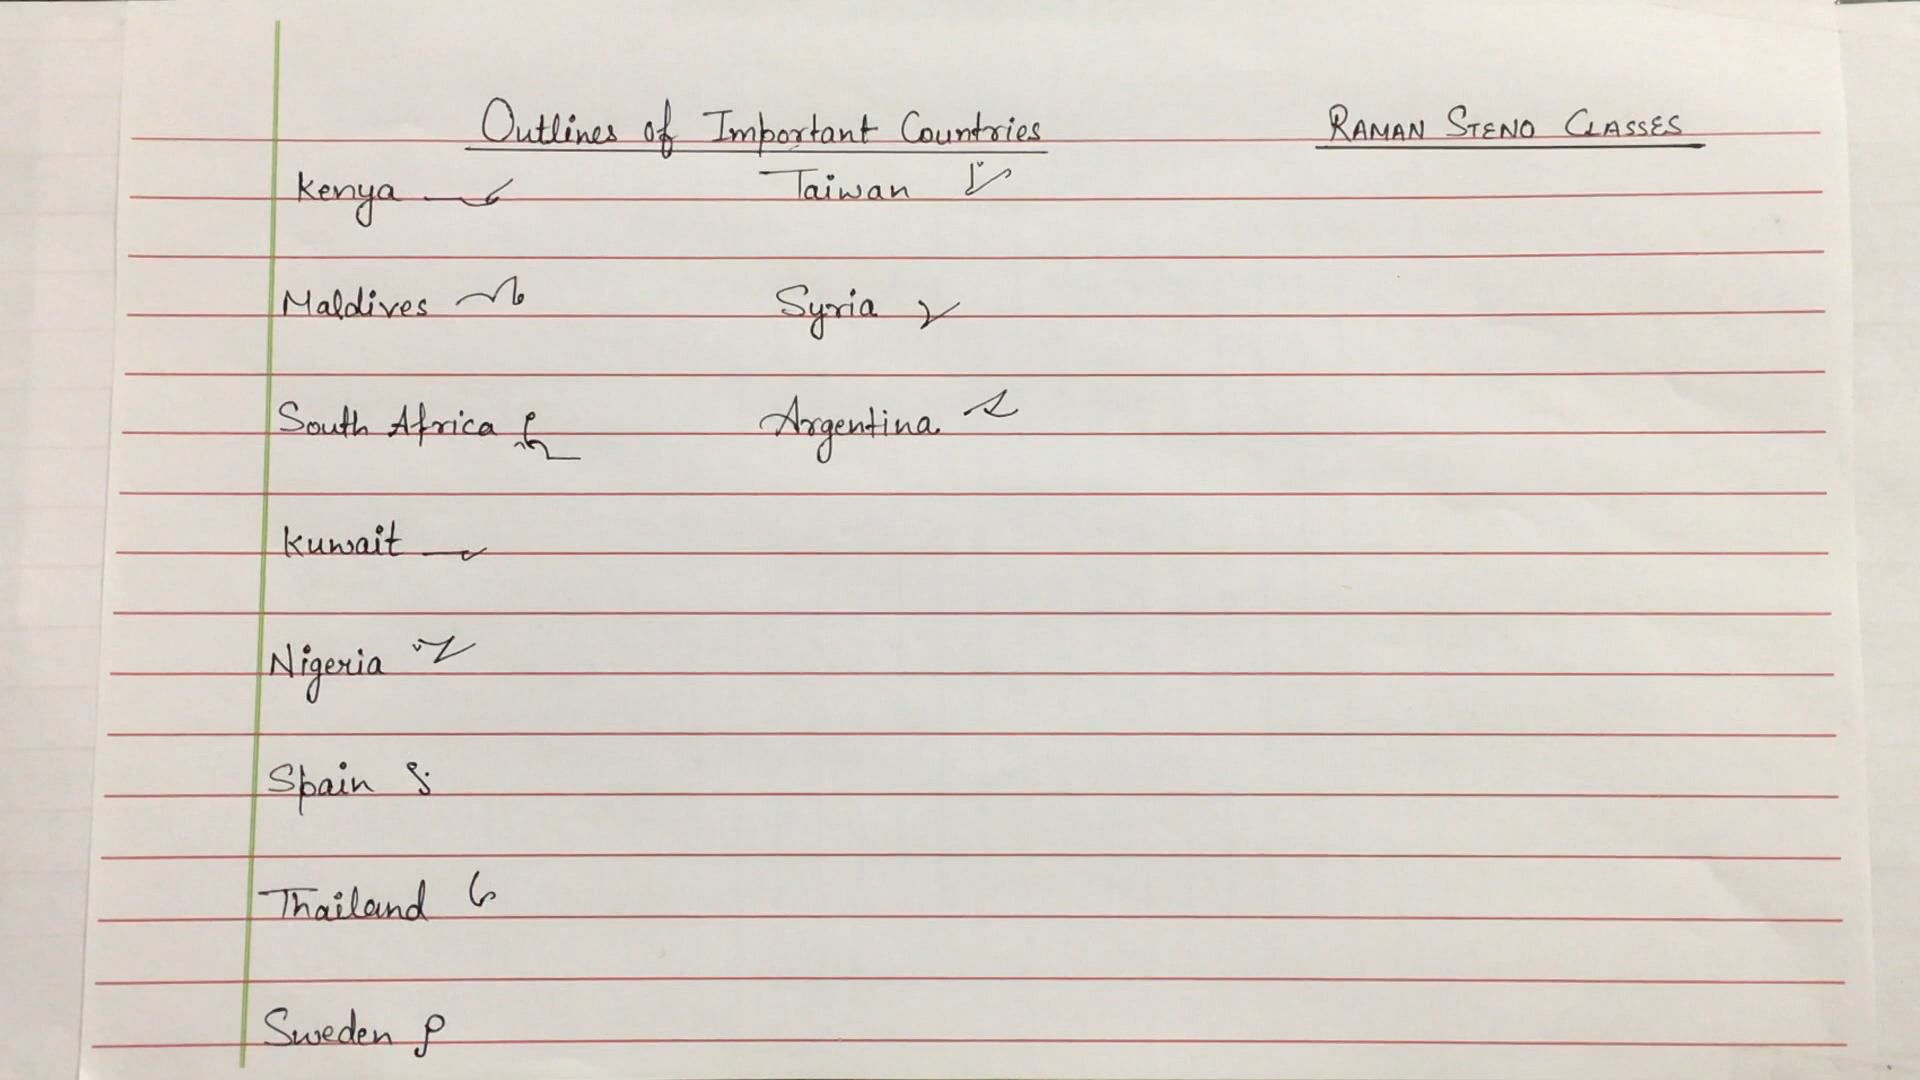 Outlines of Important Countries
RAMAN STENO CLASSES
Kenya
Taiwan
Maldives
Syria
South Africa
Argentina.
Kuwait
Nigeria
Spain
Thailand
Sweden